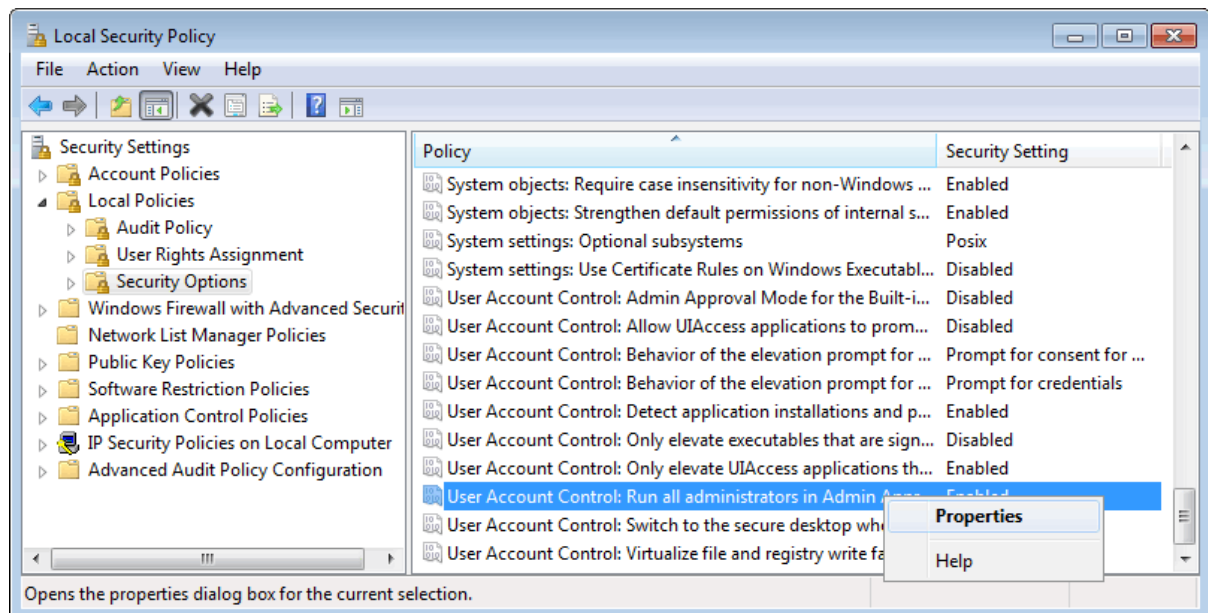 Local Security Policy
File Action View Help
Security Settings
Account Policies
Local Policies
Audit Policy
User Rights Assignment
Security Options
Windows Firewall with Advanced Securit
Network List Manager Policies
Public Key Policies
Software Restriction Policies
Application Control Policies
IP Security Policies on Local Computer
Advanced Audit Policy Configuration
Policy Security Setting
System objects: Require case insensitivity for non-Windows ... Enabled
System objects: Strengthen default permissions of internal s... Enabled
System settings: Optional subsystems Posix
System settings: Use Certificate Rules on Windows Executabl... Disabled
User Account Control: Admin Approval Mode for the Built-i... Disabled
User Account Control: Allow UIAccess applications to prom... Disabled
User Account Control: Behavior of the elevation prompt for ... Prompt for consent for ...
User Account Control: Behavior of the elevation prompt for ... Prompt for credentials
User Account Control: Detect application installations and p... Enabled
User Account Control: Only elevate executables that are sign... Disabled
User Account Control: Only elevate UIAccess applications th... Enabled
User Account Control: Run all administrators in Admin Appr... Enabled
User Account Control: Switch to the secure desktop whe
User Account Control: Virtualize file and registry write fa
Properties
Help
Opens the properties dialog box for the current selection.